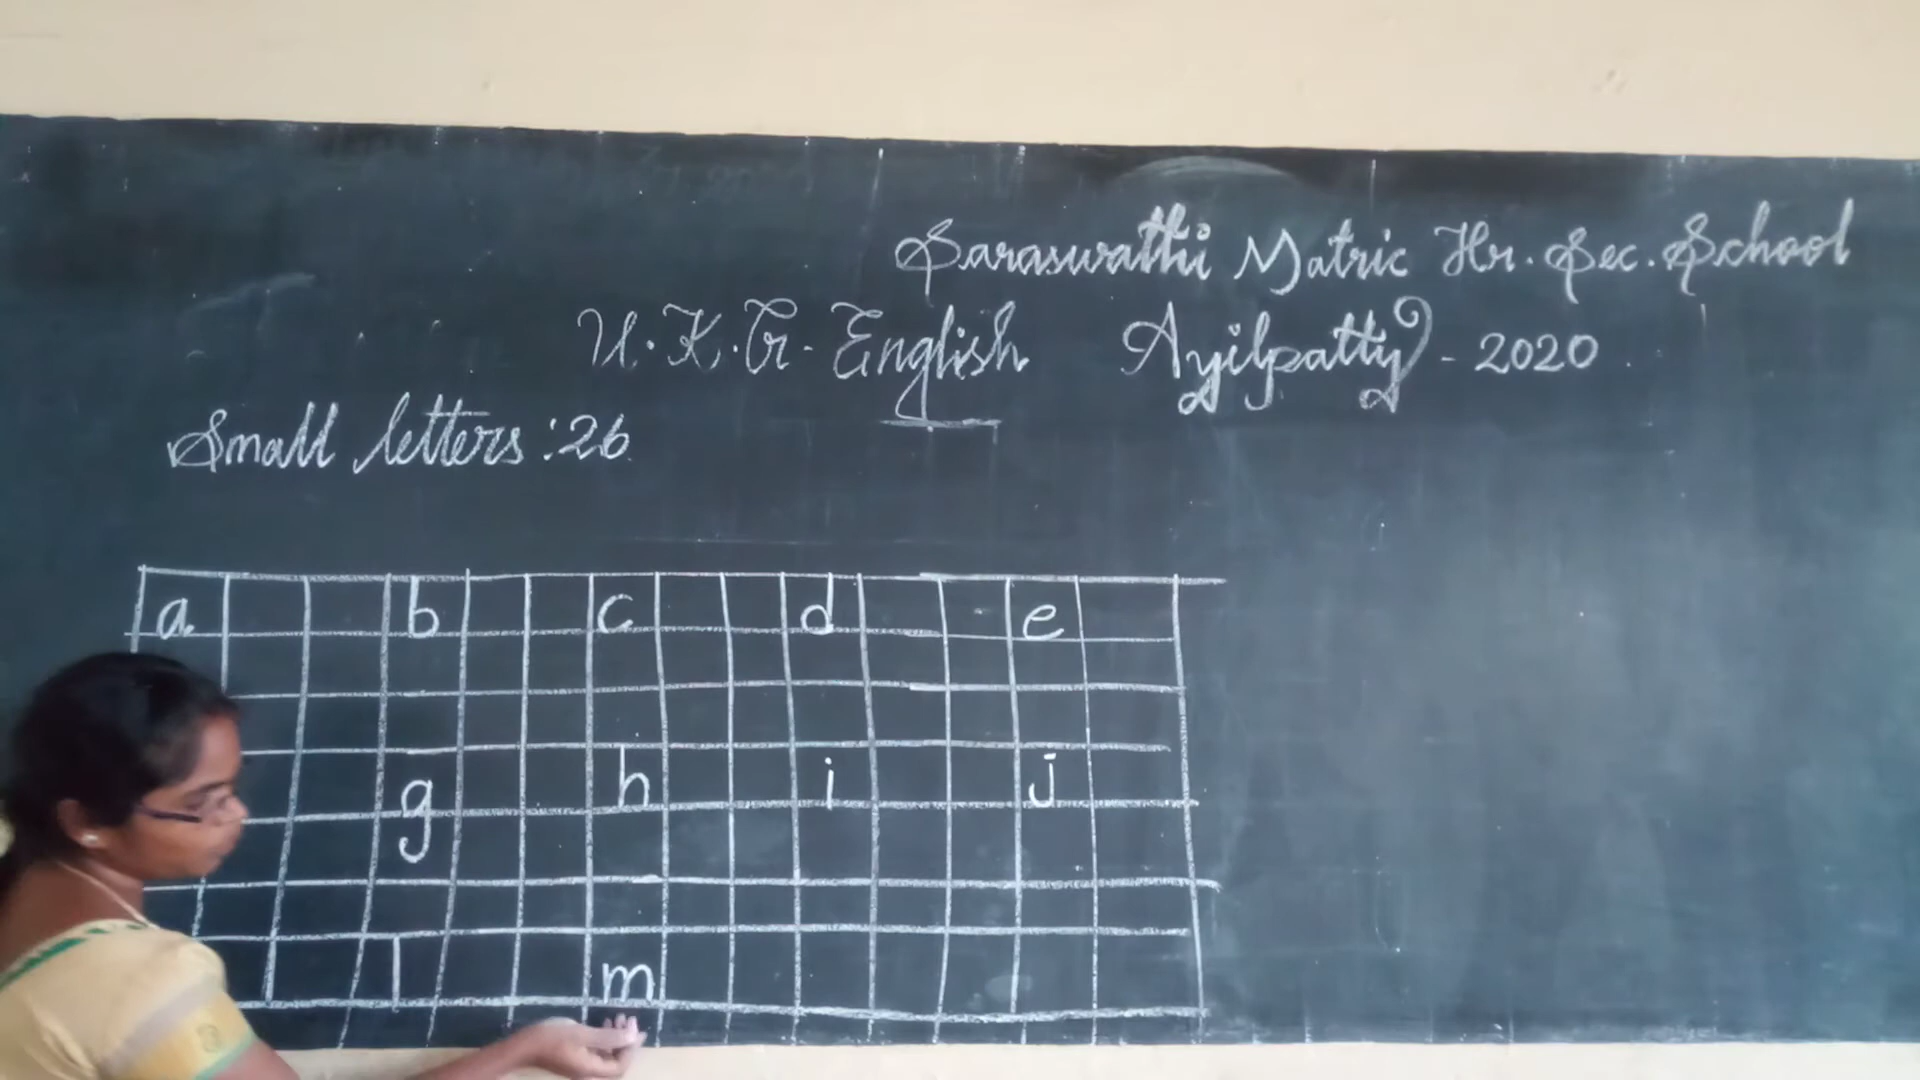 Saraswathi Matric Hr. Sec. School
U.K.G. English Ayilpatty - 2020
Small letters : 26
a b c d e
g h i j
l m